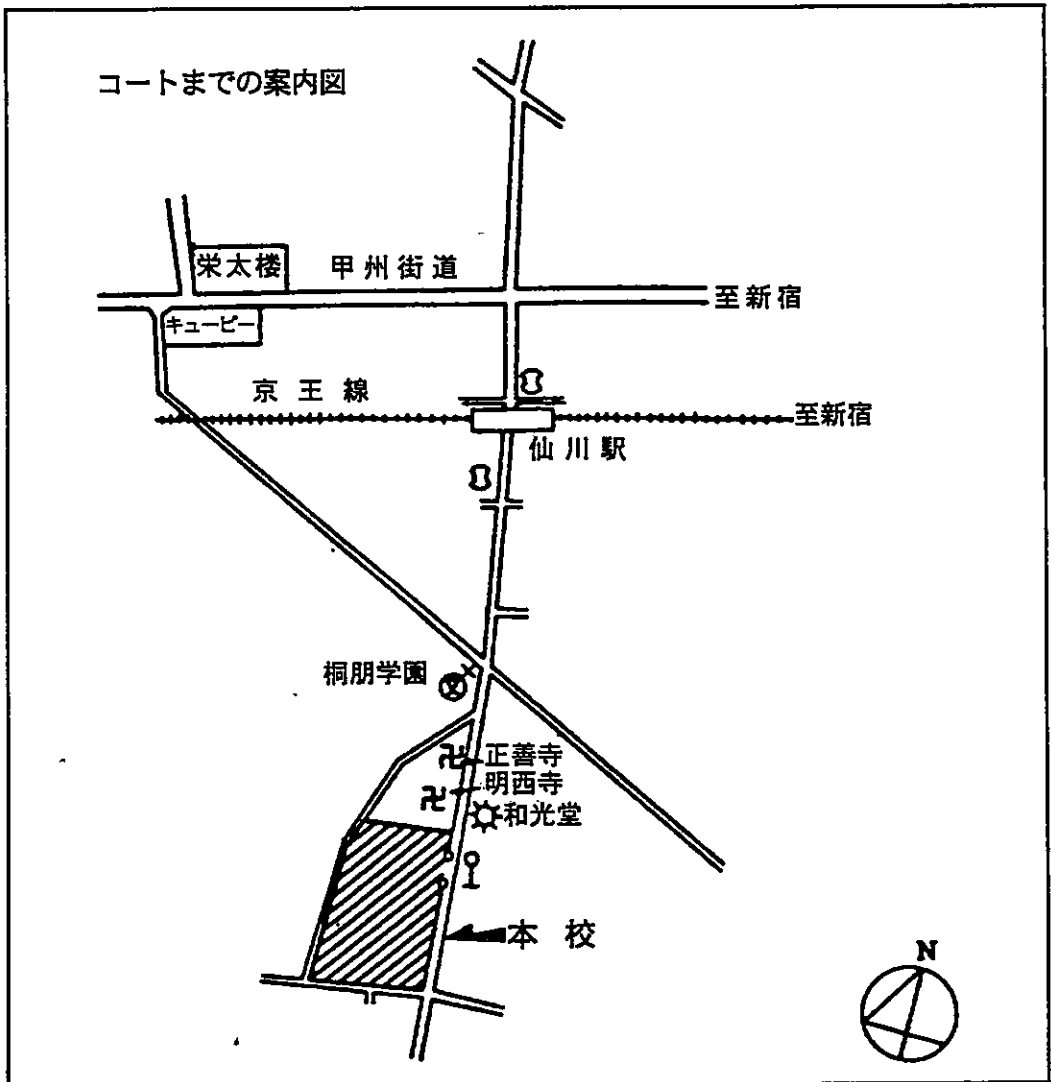 コートまでの案内図
栄太楼
甲州街道
至新宿
キューピー
京王線
至新宿
仙川駅
桐朋学園
正善寺
明西寺
和光堂
本校
N